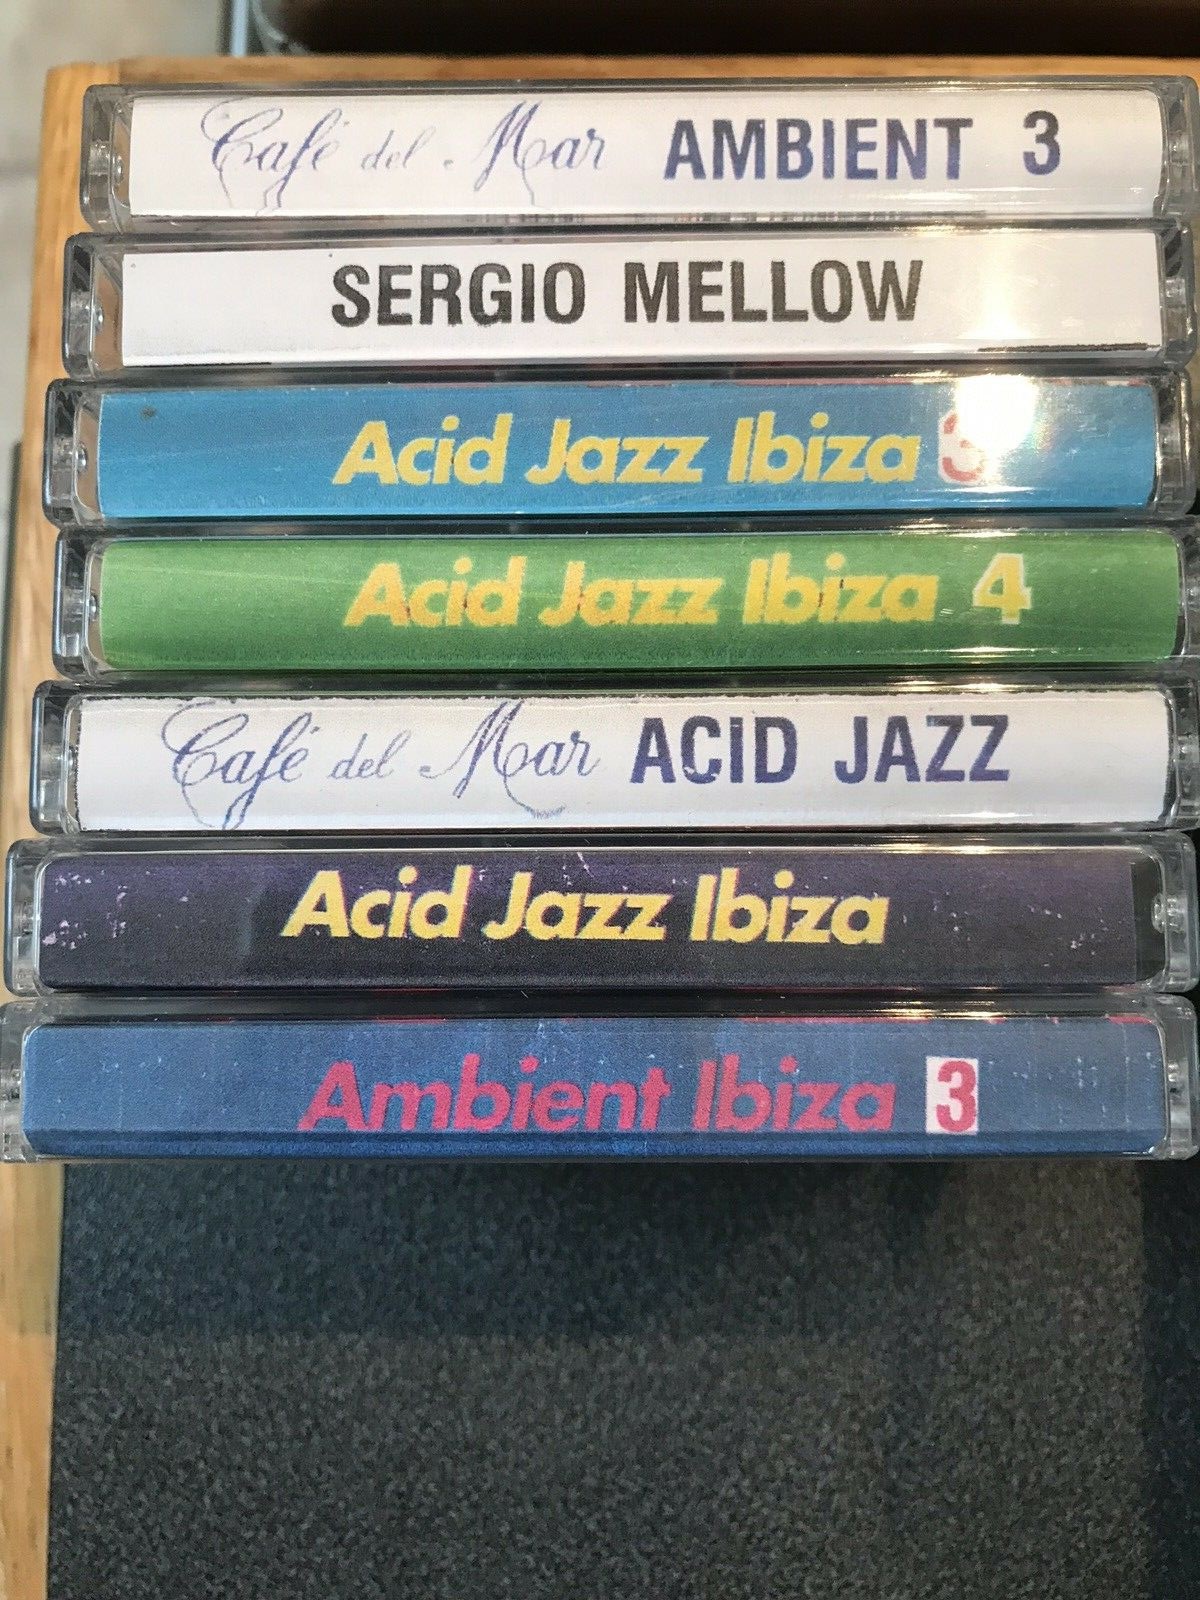 Café del Mar AMBIENT 3
SERGIO MELLOW
Acid Jazz Ibiza 3
Acid Jazz Ibiza 4
Café del Mar ACiD JAZZ
Acid Jazz Ibiza
Ambient Ibiza 3